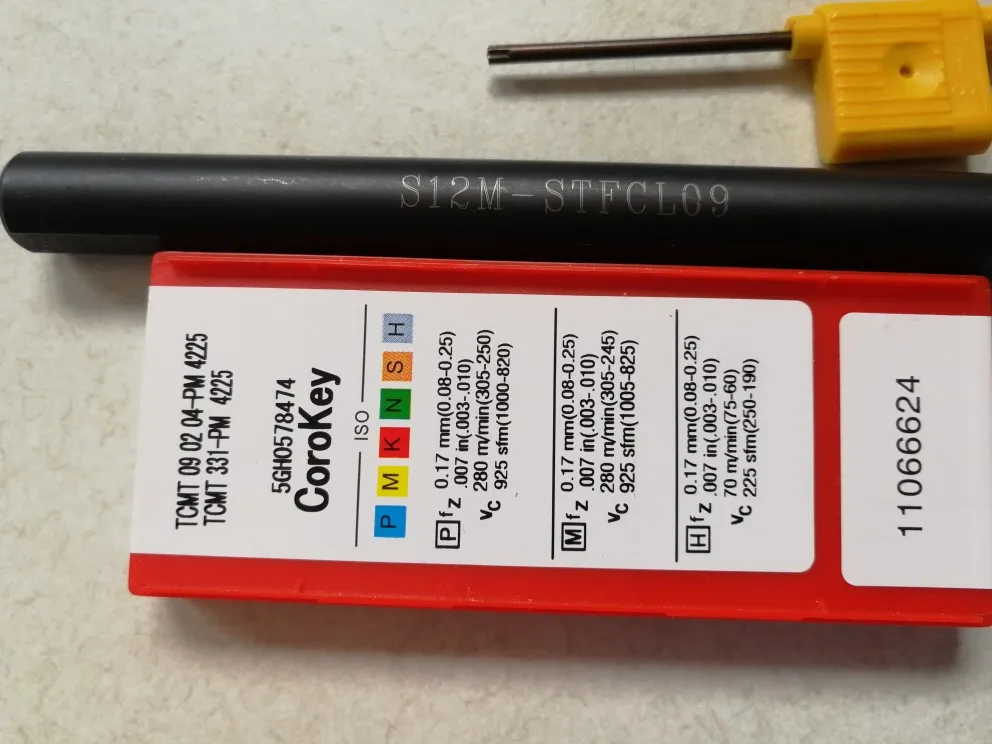 S12M-STFCL09
TCMT 09 02 04-PM 4225
TCMT 331-PM 4225
5GH0578474
CoroKey
ISO
P M K N S H
P fz 0.17 mm(0.08-0.25)
.007 in(.003-.010)
vc 280 m/min(305-250)
925 sfm(1000-820)
M fz 0.17 mm(0.08-0.25)
.007 in(.003-.010)
vc 280 m/min(305-245)
925 sfm(1005-825)
H fz 0.17 mm(0.08-0.25)
.007 in(.003-.010)
vc 70 m/min(75-60)
225 sfm(250-190)
11066624